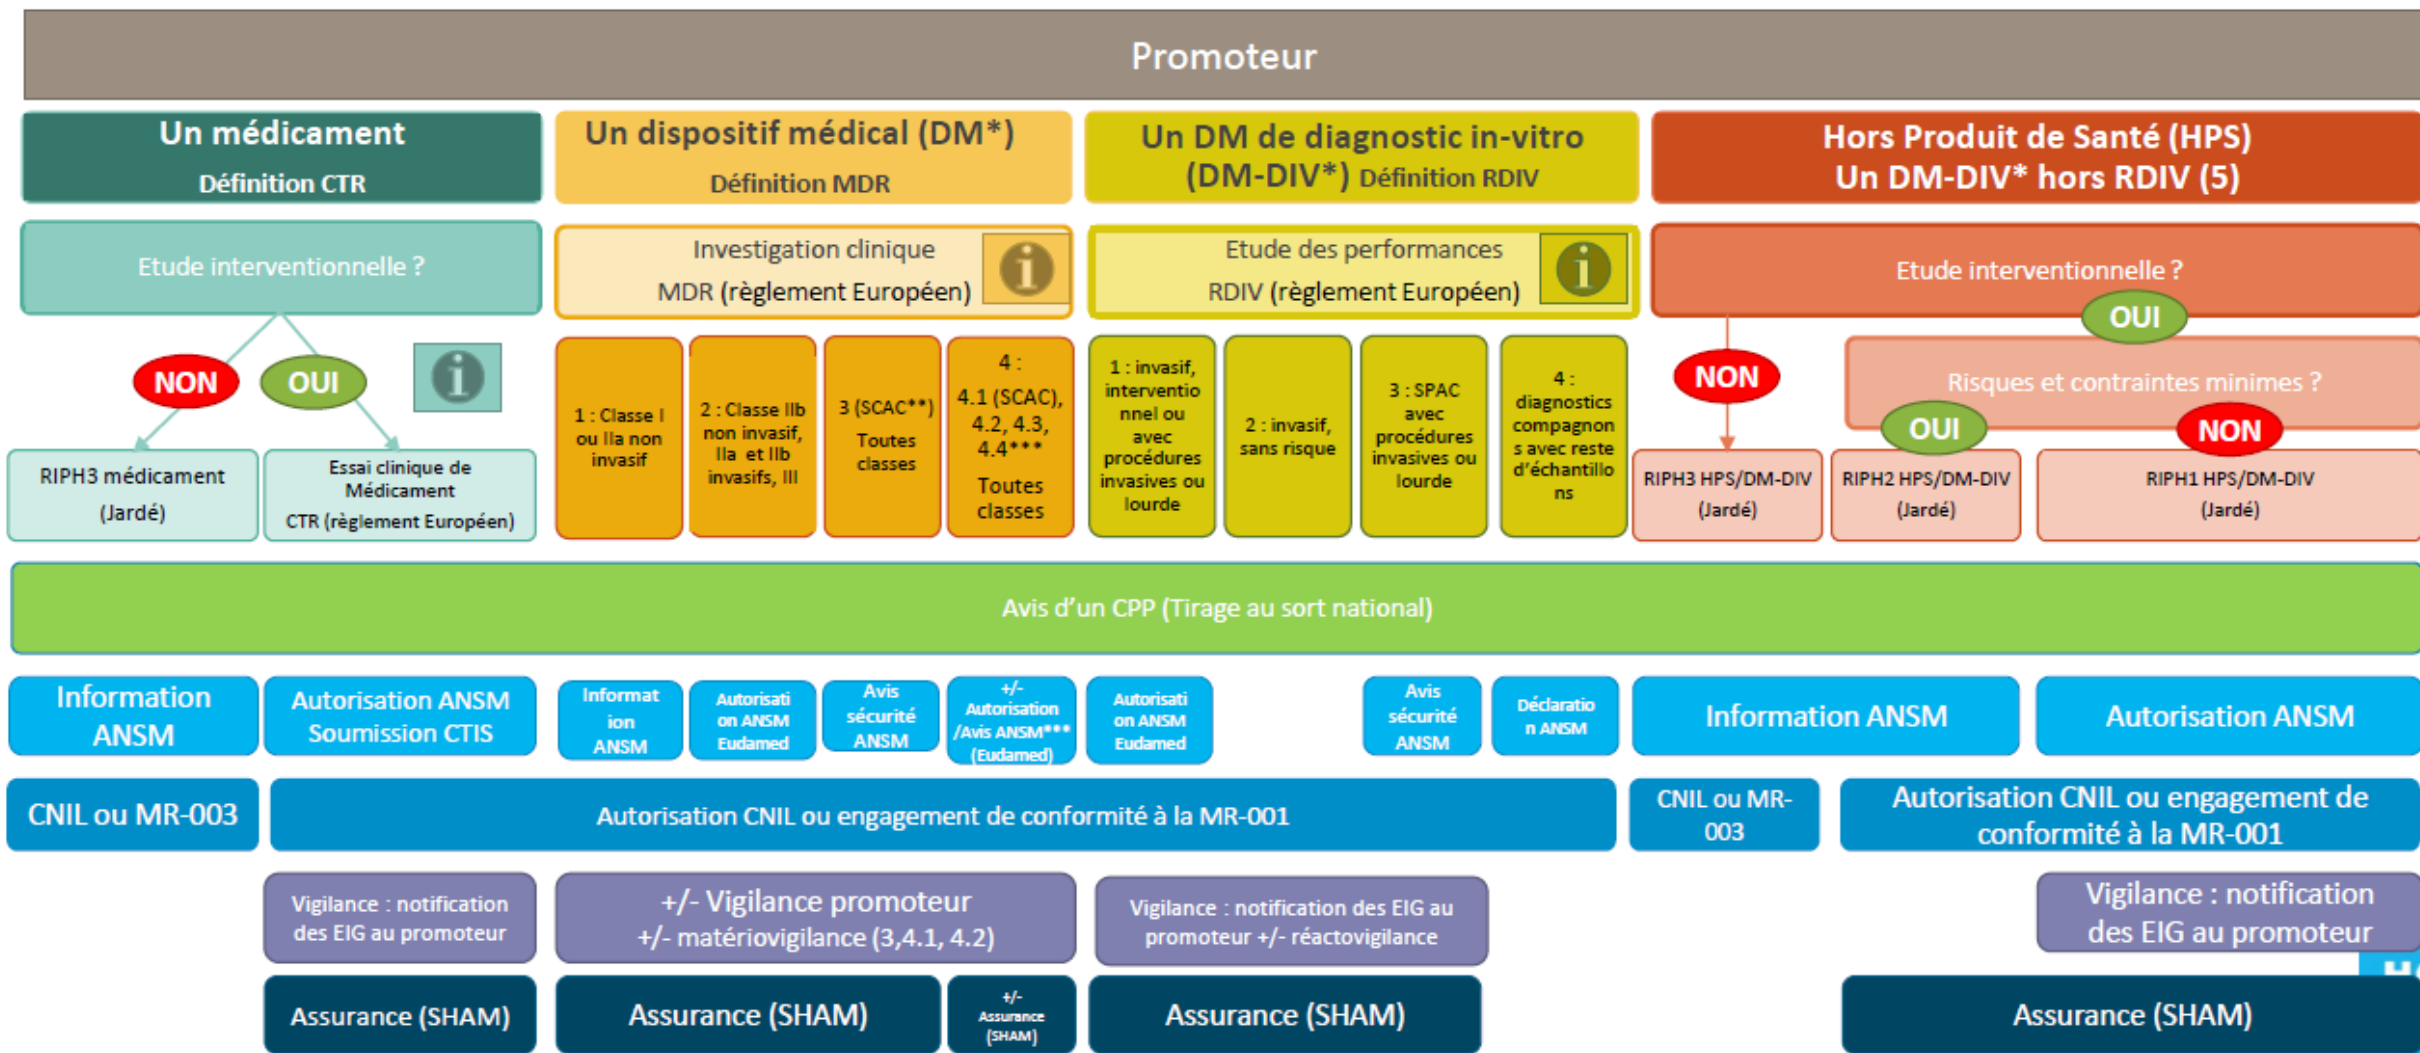 Promoteur
Un médicament
Définition CTR
Un dispositif médical (DM*)
Définition MDR
Un DM de diagnostic in-vitro
(DM-DIV*) Définition RDIV
Hors Produit de Santé (HPS)
Un DM-DIV* hors RDIV (5)
Etude interventionnelle ?
Investigation clinique
MDR (règlement Européen)
i
Etude des performances
RDIV (règlement Européen)
i
Etude interventionnelle ?
OUI
NON
OUI
i
1 : Classe I
ou IIa non
invasif
2 : Classe IIb
non invasif,
IIa et IIb
invasifs, III
3 (SCAC**)
Toutes
classes
4 :
4.1 (SCAC),
4.2, 4.3,
4.4***
Toutes
classes
1 : invasif,
interventio
nnel ou
avec
procédures
invasives ou
lourde
2 : invasif,
sans risque
3 : SPAC
avec
procédures
invasives ou
lourde
4 :
diagnostics
compagnon
s avec reste
d'échantillo
ns
NON
Risques et contraintes minimes ?
OUI
NON
RIPH3 médicament
(Jardé)
Essai clinique de
Médicament
CTR (règlement Européen)
RIPH3 HPS/DM-DIV
(Jardé)
RIPH2 HPS/DM-DIV
(Jardé)
RIPH1 HPS/DM-DIV
(Jardé)
Avis d'un CPP (Tirage au sort national)
Information
ANSM
Autorisation ANSM
Soumission CTIS
Informat
ion
ANSM
Autorisati
on ANSM
Eudamed
Avis
sécurité
ANSM
+/-
Autorisation
/Avis ANSM***
(Eudamed)
Autorisati
on ANSM
Eudamed
Avis
sécurité
ANSM
Déclaratio
n ANSM
Information ANSM
Autorisation ANSM
CNIL ou MR-003
Autorisation CNIL ou engagement de conformité à la MR-001
CNIL ou MR-
003
Autorisation CNIL ou engagement de
conformité à la MR-001
Vigilance : notification
des EIG au promoteur
+/- Vigilance promoteur
+/- matériovigilance (3,4.1, 4.2)
Vigilance : notification des EIG au
promoteur +/- réactovigilance
Vigilance : notification
des EIG au promoteur
Assurance (SHAM)
Assurance (SHAM)
+/-
Assurance
(SHAM)
Assurance (SHAM)
Assurance (SHAM)